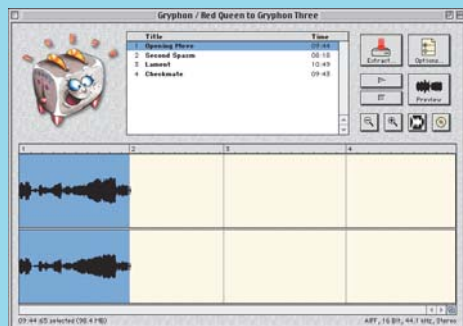 Gryphon / Red Queen to Gryphon Three
Title Time
1 Opening Move 09:44
2 Second Spasm 08:18
3 Lament 10:49
4 Checkmate 09:48
Extract... Options...
Preview
1 2 3 4
09:44:65 selected (98.4 MB) AIFF, 16 Bit, 44.1 kHz, Stereo